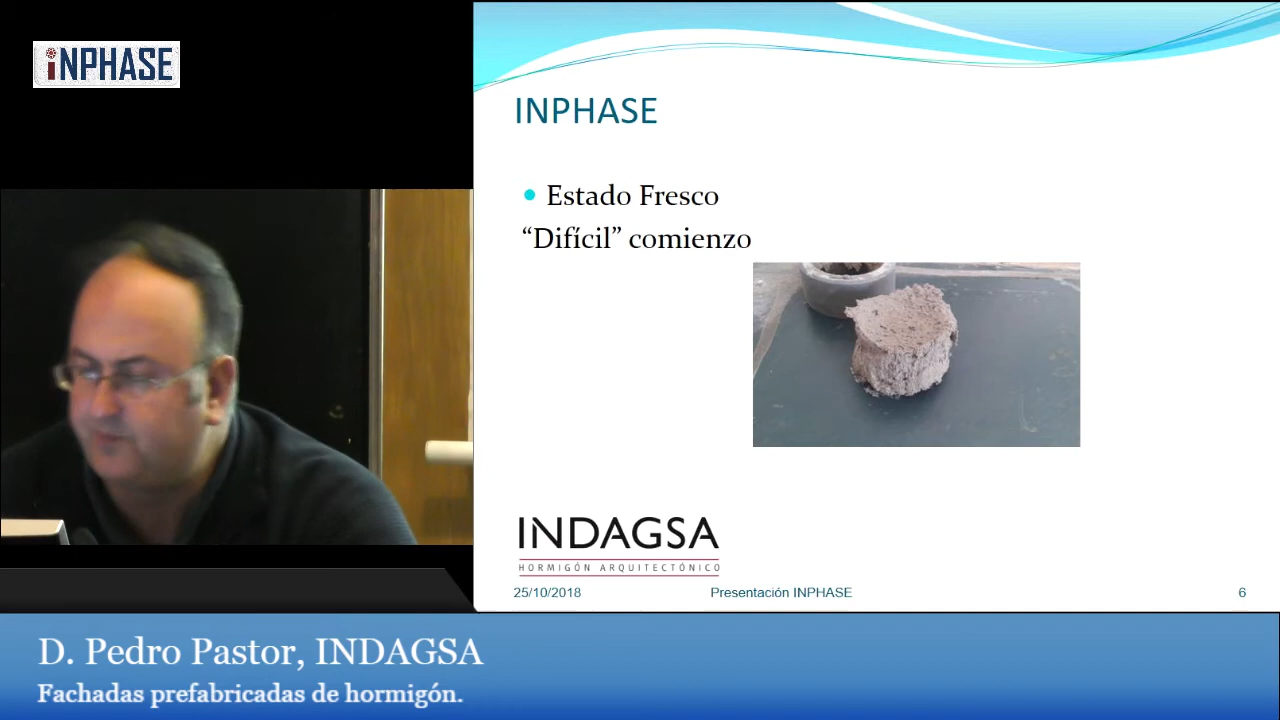 iNPHASE
INPHASE
Estado Fresco
“Difícil” comienzo
INDAGSA
HORMIGÓN ARQUITECTÓNICO
25/10/2018
Presentación INPHASE
6
D. Pedro Pastor, INDAGSA
Fachadas prefabricadas de hormigón.